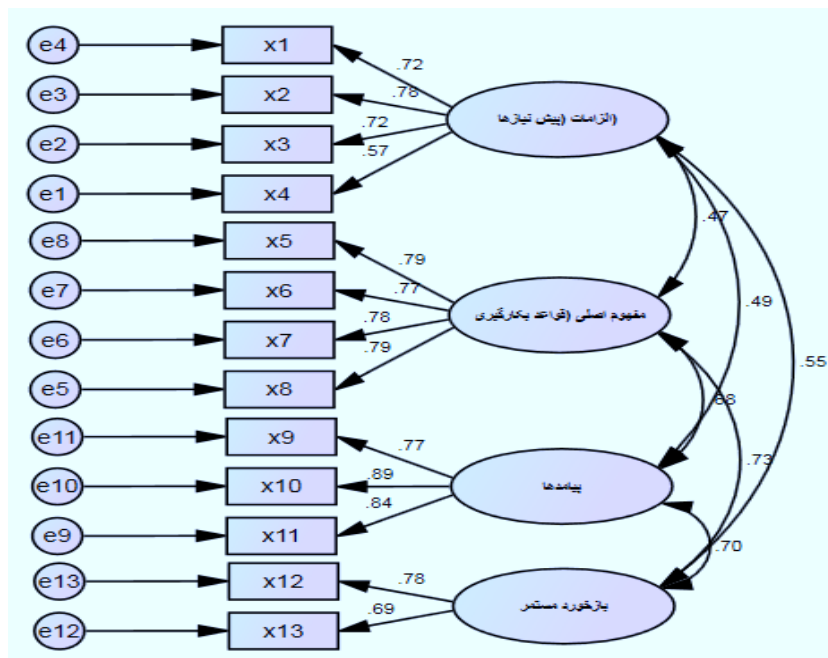 e4
x1
.72
e3
x2
.78
(الزامات (پیش نیازها
e2
x3
.72
e1
x4
.57
.47
e8
x5
.79
e7
x6
.77
.49
مفهوم اصلی (قواعد بکارگیری
e6
x7
.78
.55
e5
x8
.79
e11
x9
.77
.73
e10
x10
.89
پیامدها
e9
x11
.84
.70
e13
x12
.78
بازخورد مستمر
e12
x13
.69